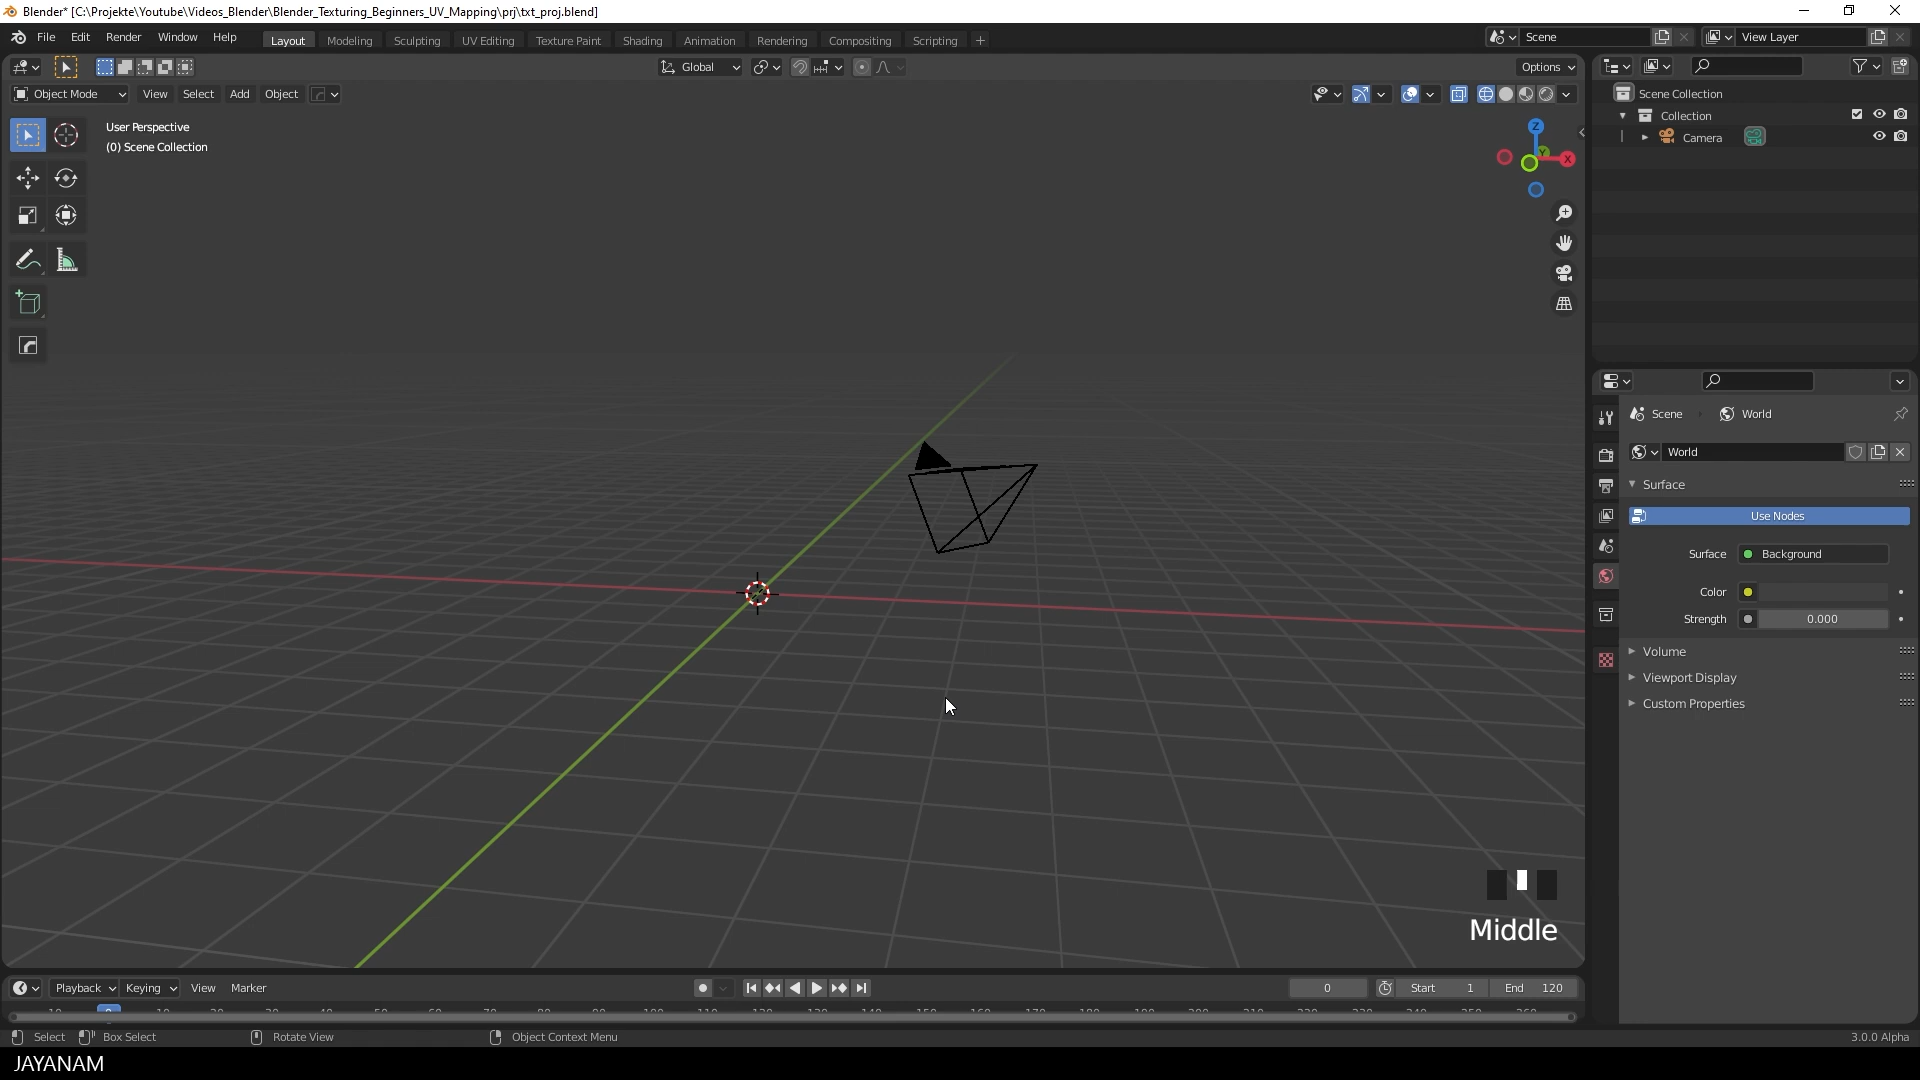 Blender* [C:\Projekte\Youtube\Videos_Blender\Blender_Texturing_Beginners_UV_Mapping\prj\txt_proj.blend]
File Edit Render Window Help
Layout Modeling Sculpting UV Editing Texture Paint Shading Animation Rendering Compositing Scripting
Scene
View Layer
Global
Options
Object Mode View Select Add Object
User Perspective
(0) Scene Collection
Z
Y
X
Scene Collection
Collection
Camera
Scene World
World
Surface
Use Nodes
Surface Background
Color
Strength 0.000
Volume
Viewport Display
Custom Properties
Middle
Playback Keying View Marker
0
Start 1
End 120
Select Box Select Rotate View Object Context Menu
3.0.0 Alpha
JAYANAM